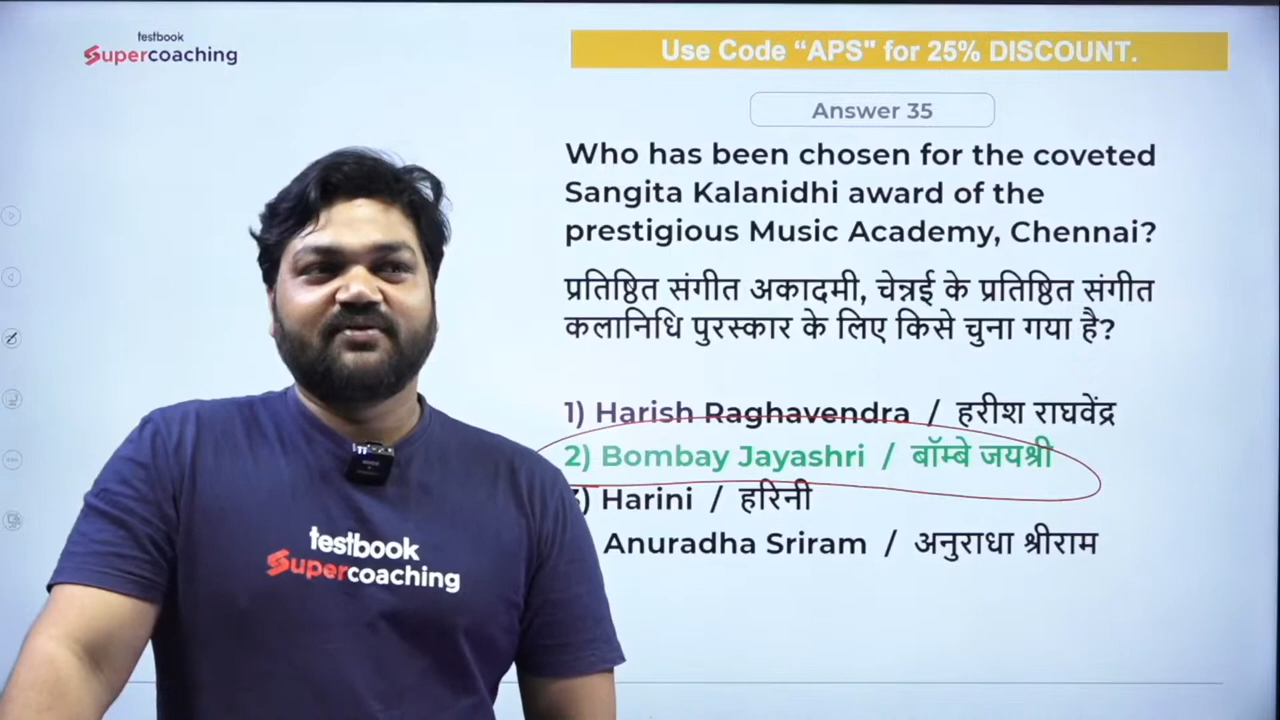 testbook
Supercoaching
Use Code “APS" for 25% DISCOUNT.
Answer 35
Who has been chosen for the coveted
Sangita Kalanidhi award of the
prestigious Music Academy, Chennai?
प्रतिष्ठित संगीत अकादमी, चेन्नई के प्रतिष्ठित संगीत
कलानिधि पुरस्कार के लिए किसे चुना गया है?
1) Harish Raghavendra / हरीश राघवेंद्र
2) Bombay Jayashri / बॉम्बे जयश्री
3) Harini / हरिनी
Anuradha Sriram / अनुराधा श्रीराम
testbook
Supercoaching